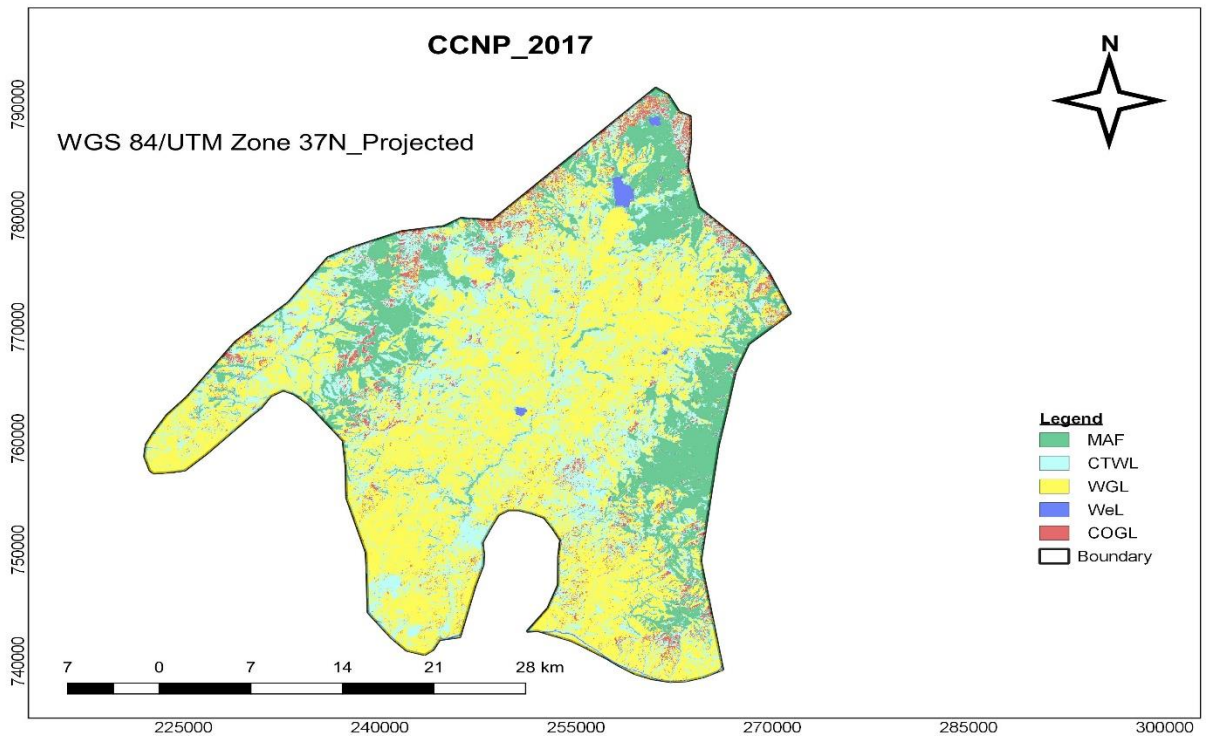 CCNP_2017
N
WGS 84/UTM Zone 37N_Projected
790000
780000
770000
760000
750000
740000
Legend
MAF
CTWL
WGL
WeL
COGL
Boundary
7 0 7 14 21 28 km
225000 240000 255000 270000 285000 300000